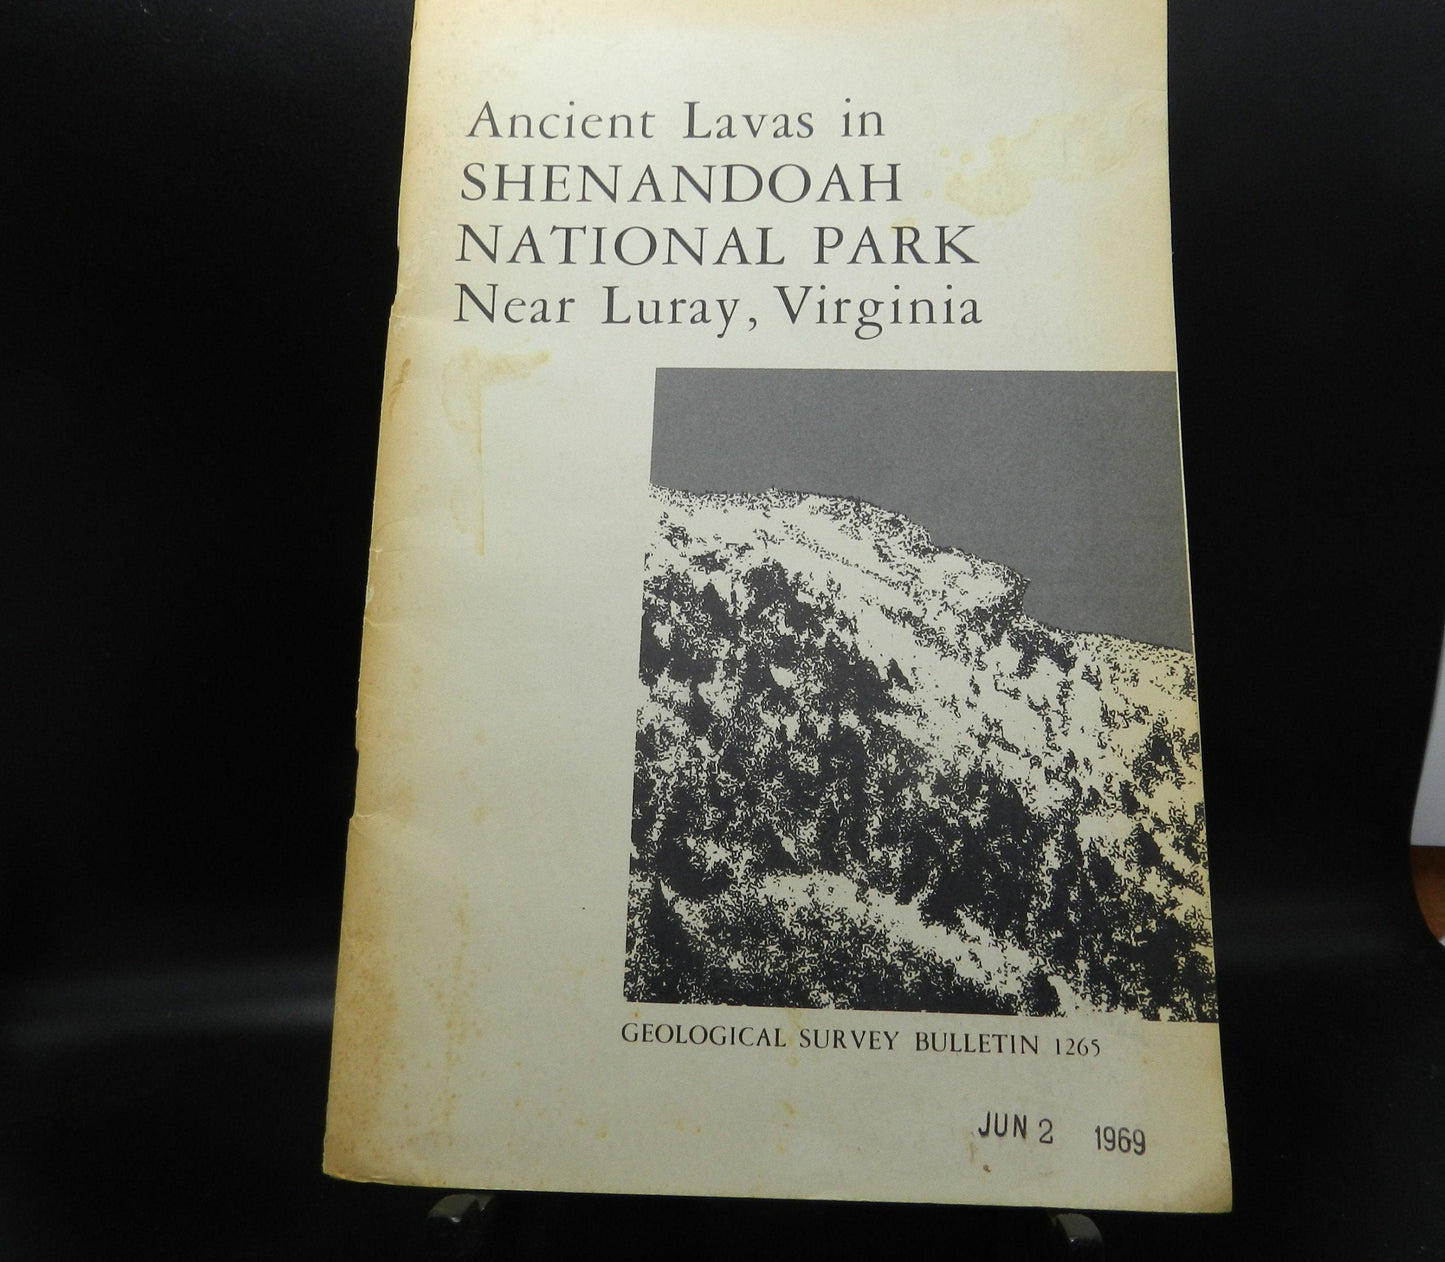 Ancient Lavas in
SHENANDOAH
NATIONAL PARK
Near Luray, Virginia
GEOLOGICAL SURVEY BULLETIN 1265
JUN 2 1969